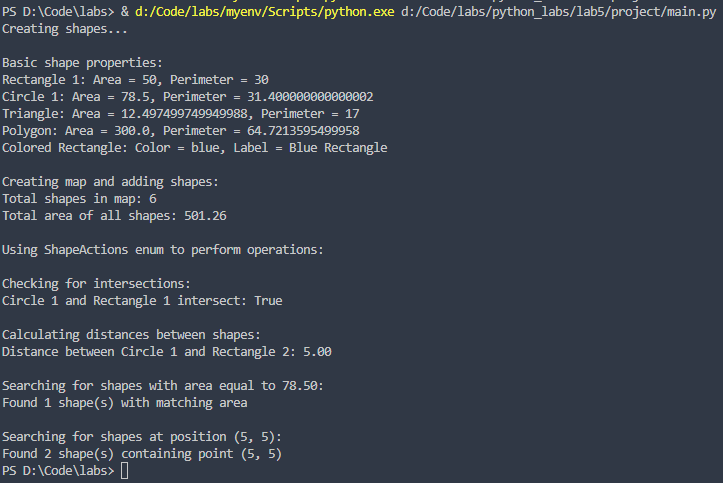 PS D:\Code\labs> & d:/Code/labs/myenv/Scripts/python.exe d:/Code/labs/python_labs/lab5/project/main.py
Creating shapes...
Basic shape properties:
Rectangle 1: Area = 50, Perimeter = 30
Circle 1: Area = 78.5, Perimeter = 31.400000000000002
Triangle: Area = 12.497499749949988, Perimeter = 17
Polygon: Area = 300.0, Perimeter = 64.7213595499958
Colored Rectangle: Color = blue, Label = Blue Rectangle
Creating map and adding shapes:
Total shapes in map: 6
Total area of all shapes: 501.26
Using ShapeActions enum to perform operations:
Checking for intersections:
Circle 1 and Rectangle 1 intersect: True
Calculating distances between shapes:
Distance between Circle 1 and Rectangle 2: 5.00
Searching for shapes with area equal to 78.50:
Found 1 shape(s) with matching area
Searching for shapes at position (5, 5):
Found 2 shape(s) containing point (5, 5)
PS D:\Code\labs>